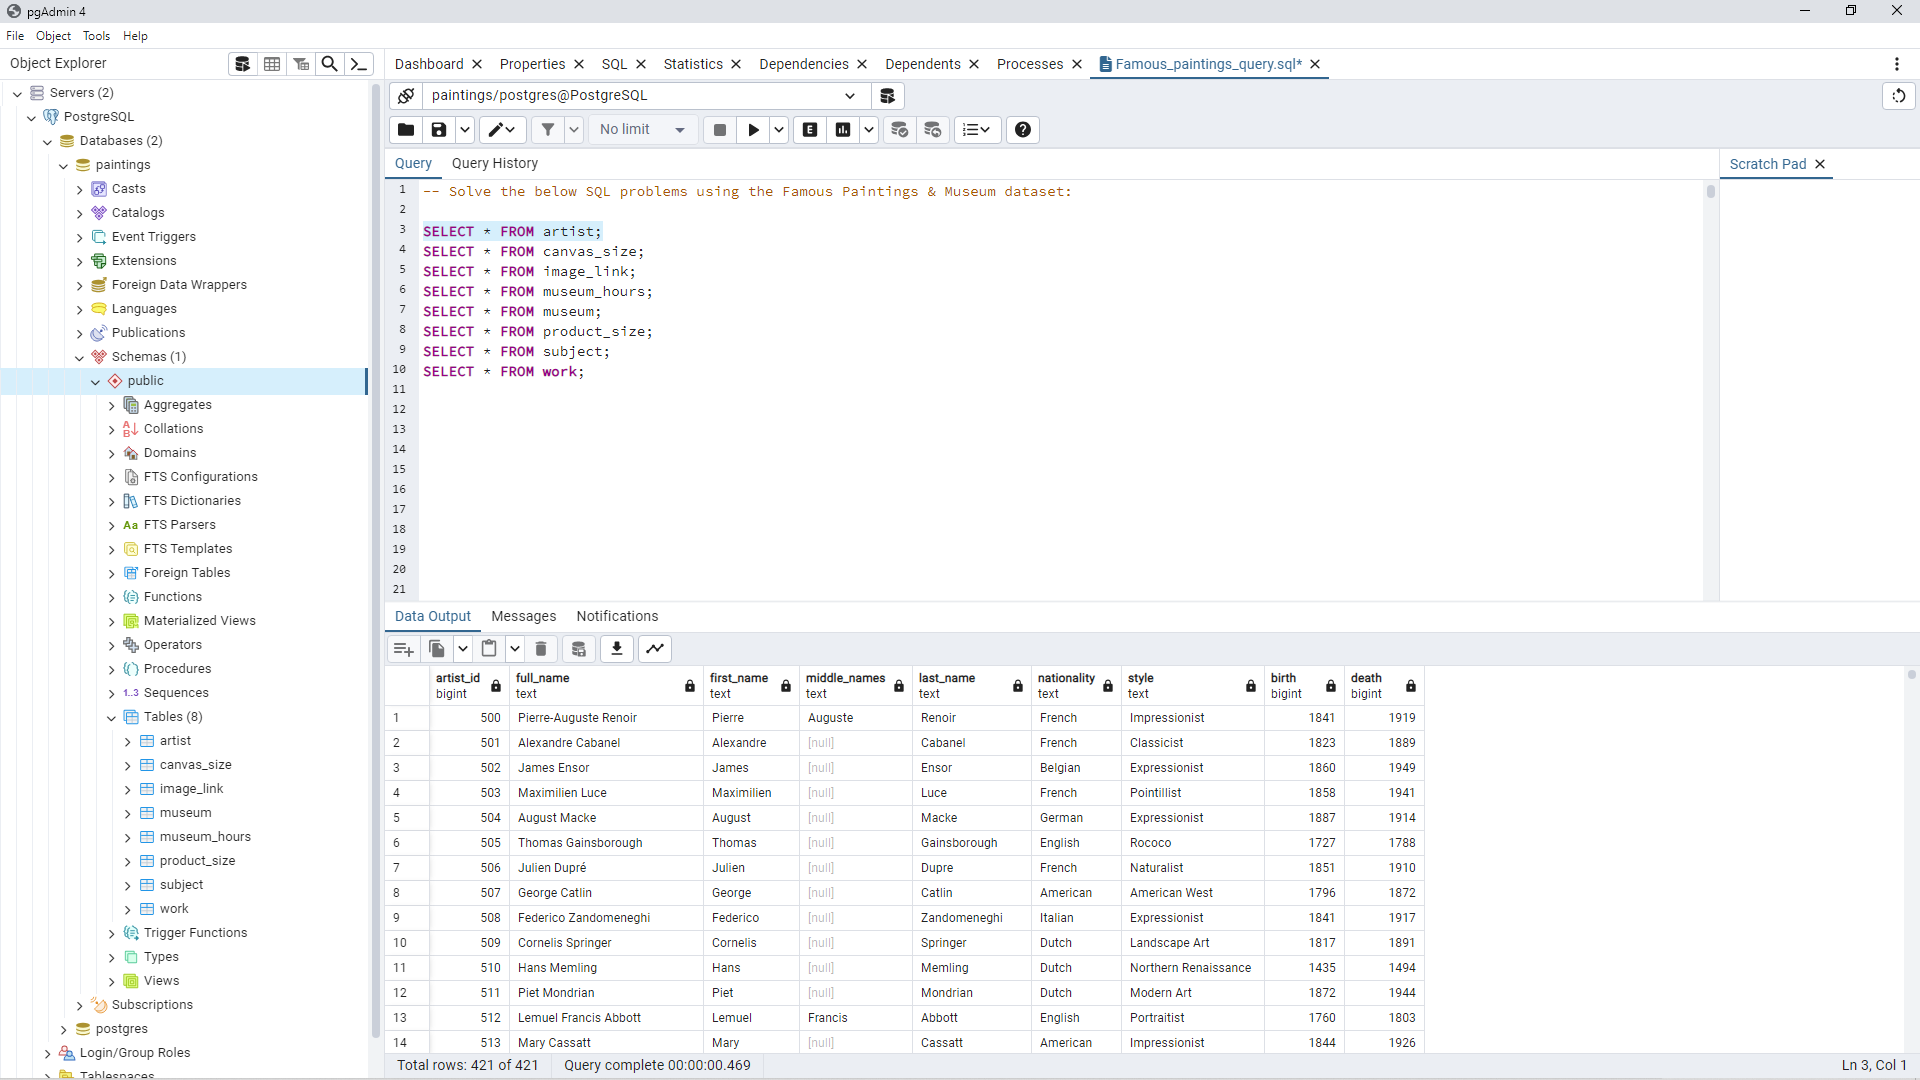 pgAdmin 4
File Object Tools Help
Object Explorer
Dashboard Properties SQL Statistics Dependencies Dependents Processes Famous_paintings_query.sql*
Servers (2)
PostgreSQL
Databases (2)
paintings
Casts
Catalogs
Event Triggers
Extensions
Foreign Data Wrappers
Languages
Publications
Schemas (1)
public
Aggregates
Collations
Domains
FTS Configurations
FTS Dictionaries
Aa FTS Parsers
FTS Templates
Foreign Tables
Functions
Materialized Views
Operators
Procedures
1..3 Sequences
Tables (8)
artist
canvas_size
image_link
museum
museum_hours
product_size
subject
work
Trigger Functions
Types
Views
Subscriptions
postgres
Login/Group Roles
Tablespaces
paintings/postgres@PostgreSQL
No limit
E
Query Query History
Scratch Pad
1 -- Solve the below SQL problems using the Famous Paintings & Museum dataset:
2
3 SELECT * FROM artist;
4 SELECT * FROM canvas_size;
5 SELECT * FROM image_link;
6 SELECT * FROM museum_hours;
7 SELECT * FROM museum;
8 SELECT * FROM product_size;
9 SELECT * FROM subject;
10 SELECT * FROM work;
11
12
13
14
15
16
17
18
19
20
21
Data Output Messages Notifications
artist_id full_name first_name middle_names last_name nationality style birth death
bigint text text text text text text bigint bigint
1 500 Pierre-Auguste Renoir Pierre Auguste Renoir French Impressionist 1841 1919
2 501 Alexandre Cabanel Alexandre [null] Cabanel French Classicist 1823 1889
3 502 James Ensor James [null] Ensor Belgian Expressionist 1860 1949
4 503 Maximilien Luce Maximilien [null] Luce French Pointillist 1858 1941
5 504 August Macke August [null] Macke German Expressionist 1887 1914
6 505 Thomas Gainsborough Thomas [null] Gainsborough English Rococo 1727 1788
7 506 Julien Dupré Julien [null] Dupre French Naturalist 1851 1910
8 507 George Catlin George [null] Catlin American American West 1796 1872
9 508 Federico Zandomeneghi Federico [null] Zandomeneghi Italian Expressionist 1841 1917
10 509 Cornelis Springer Cornelis [null] Springer Dutch Landscape Art 1817 1891
11 510 Hans Memling Hans [null] Memling Dutch Northern Renaissance 1435 1494
12 511 Piet Mondrian Piet [null] Mondrian Dutch Modern Art 1872 1944
13 512 Lemuel Francis Abbott Lemuel Francis Abbott English Portraitist 1760 1803
14 513 Mary Cassatt Mary [null] Cassatt American Impressionist 1844 1926
Total rows: 421 of 421 Query complete 00:00:00.469 Ln 3, Col 1